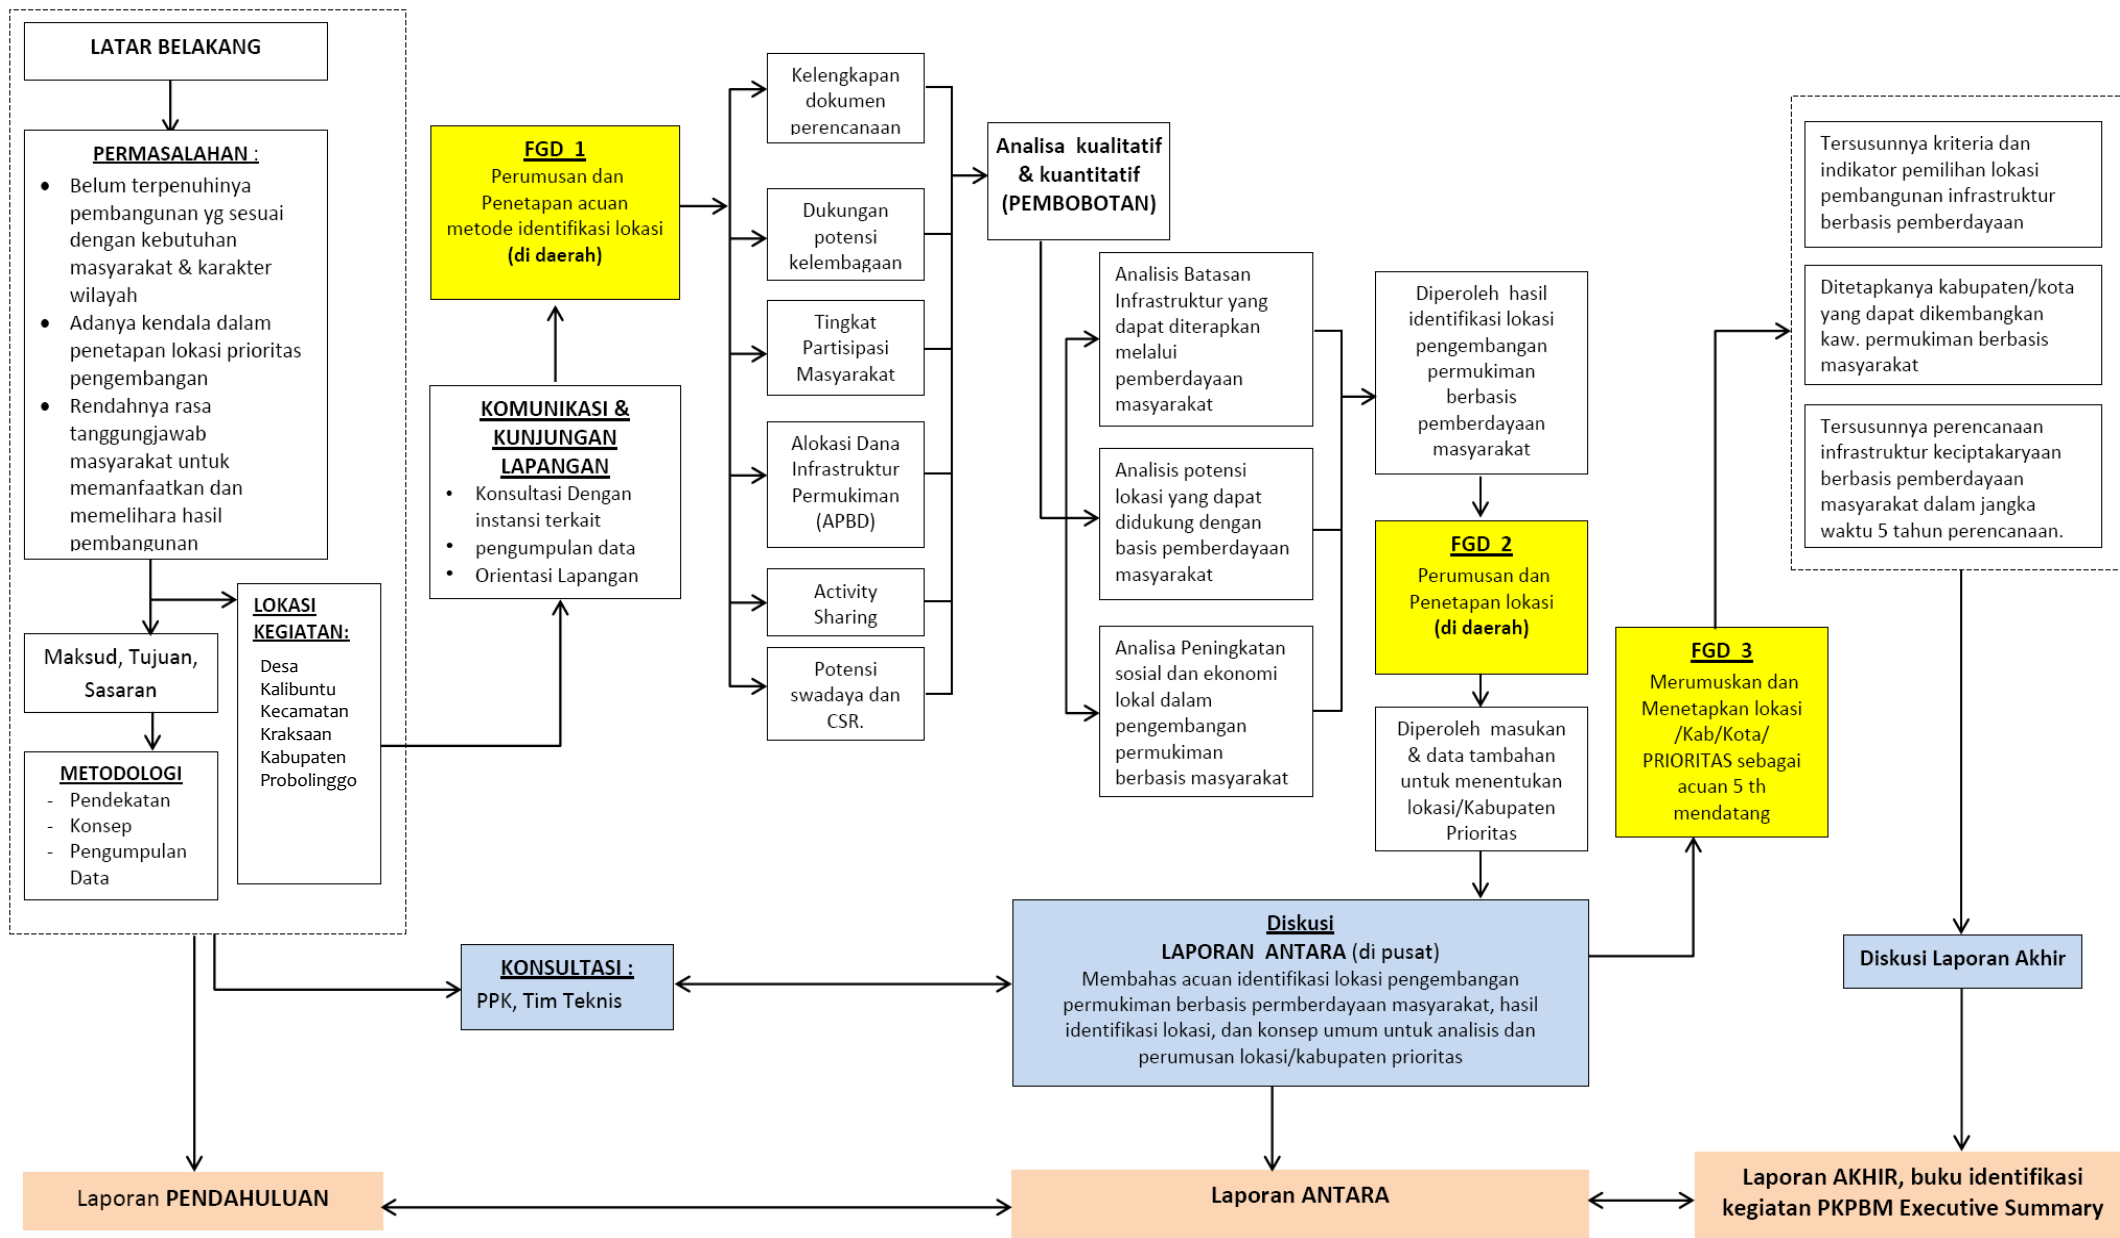 LATAR BELAKANG
PERMASALAHAN :
• Belum terpenuhinya
pembangunan yg sesuai
dengan kebutuhan
masyarakat & karakter
wilayah
• Adanya kendala dalam
penetapan lokasi prioritas
pengembangan
• Rendahnya rasa
tanggungjawab
masyarakat untuk
memanfaatkan dan
memelihara hasil
pembangunan
Maksud, Tujuan,
Sasaran
METODOLOGI
- Pendekatan
- Konsep
- Pengumpulan
Data
LOKASI
KEGIATAN:
Desa
Kalibuntu
Kecamatan
Kraksaan
Kabupaten
Probolinggo
FGD 1
Perumusan dan
Penetapan acuan
metode identifikasi lokasi
(di daerah)
KOMUNIKASI &
KUNJUNGAN
LAPANGAN
• Konsultasi Dengan
instansi terkait
• pengumpulan data
• Orientasi Lapangan
Kelengkapan
dokumen
perencanaan
Dukungan
potensi
kelembagaan
Tingkat
Partisipasi
Masyarakat
Alokasi Dana
Infrastruktur
Permukiman
(APBD)
Activity
Sharing
Potensi
swadaya dan
CSR.
Analisa kualitatif
& kuantitatif
(PEMBOBOTAN)
Analisis Batasan
Infrastruktur yang
dapat diterapkan
melalui
pemberdayaan
masyarakat
Analisis potensi
lokasi yang dapat
didukung dengan
basis pemberdayaan
masyarakat
Analisa Peningkatan
sosial dan ekonomi
lokal dalam
pengembangan
permukiman
berbasis masyarakat
Diperoleh hasil
identifikasi lokasi
pengembangan
permukiman
berbasis
pemberdayaan
masyarakat
FGD 2
Perumusan dan
Penetapan lokasi
(di daerah)
Diperoleh masukan
& data tambahan
untuk menentukan
lokasi/Kabupaten
Prioritas
FGD 3
Merumuskan dan
Menetapkan lokasi
/Kab/Kota/
PRIORITAS sebagai
acuan 5 th
mendatang
Tersusunnya kriteria dan
indikator pemilihan lokasi
pembangunan infrastruktur
berbasis pemberdayaan
Ditetapkanya kabupaten/kota
yang dapat dikembangkan
kaw. permukiman berbasis
masyarakat
Tersusunnya perencanaan
infrastruktur keciptakaryaan
berbasis pemberdayaan
masyarakat dalam jangka
waktu 5 tahun perencanaan.
KONSULTASI :
PPK, Tim Teknis
Diskusi
LAPORAN ANTARA (di pusat)
Membahas acuan identifikasi lokasi pengembangan
permukiman berbasis permberdayaan masyarakat, hasil
identifikasi lokasi, dan konsep umum untuk analisis dan
perumusan lokasi/kabupaten prioritas
Diskusi Laporan Akhir
Laporan PENDAHULUAN
Laporan ANTARA
Laporan AKHIR, buku identifikasi
kegiatan PKPBM Executive Summary